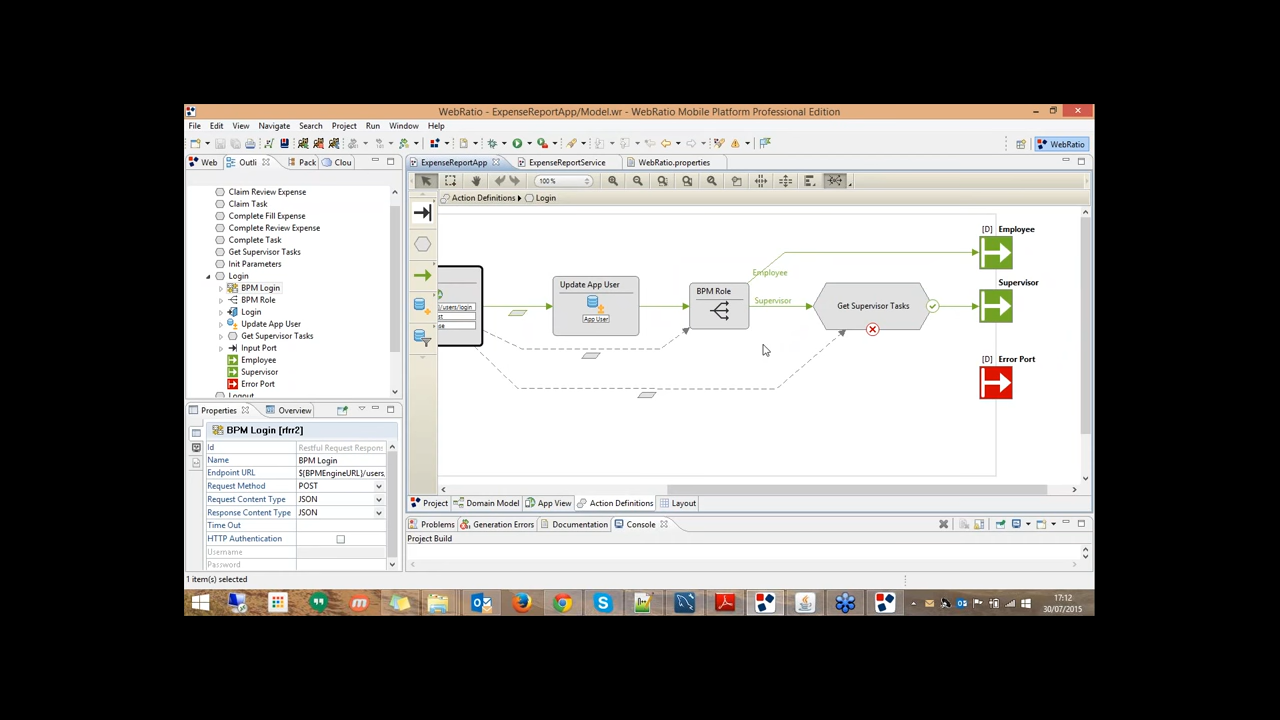 WebRatio - ExpenseReportApp/Model.wr - WebRatio Mobile Platform Professional Edition
File Edit View Navigate Search Project Run Window Help
WebRatio
Web Outli Pack Clou
ExpenseReportApp ExpenseReportService WebRatio.properties
100%
Action Definitions Login
Claim Review Expense
Claim Task
Complete Fill Expense
Complete Review Expense
Complete Task
Get Supervisor Tasks
Init Parameters
Login
BPM Login
BPM Role
Login
Update App User
Get Supervisor Tasks
Input Port
Employee
Supervisor
Error Port
Logout
/users/login
Update App User
App User
BPM Role
Employee
Supervisor
Get Supervisor Tasks
[D] Employee
Supervisor
[D] Error Port
Properties Overview
BPM Login [rfrr2]
Id Restful Request Respon
Name BPM Login
Endpoint URL ${BPMEngineURL}/users,
Request Method POST
Request Content Type JSON
Response Content Type JSON
Time Out
HTTP Authentication
Username
Password
Project Domain Model App View Action Definitions Layout
Problems Generation Errors Documentation Console
Project Build
1 item(s) selected
17:12
30/07/2015